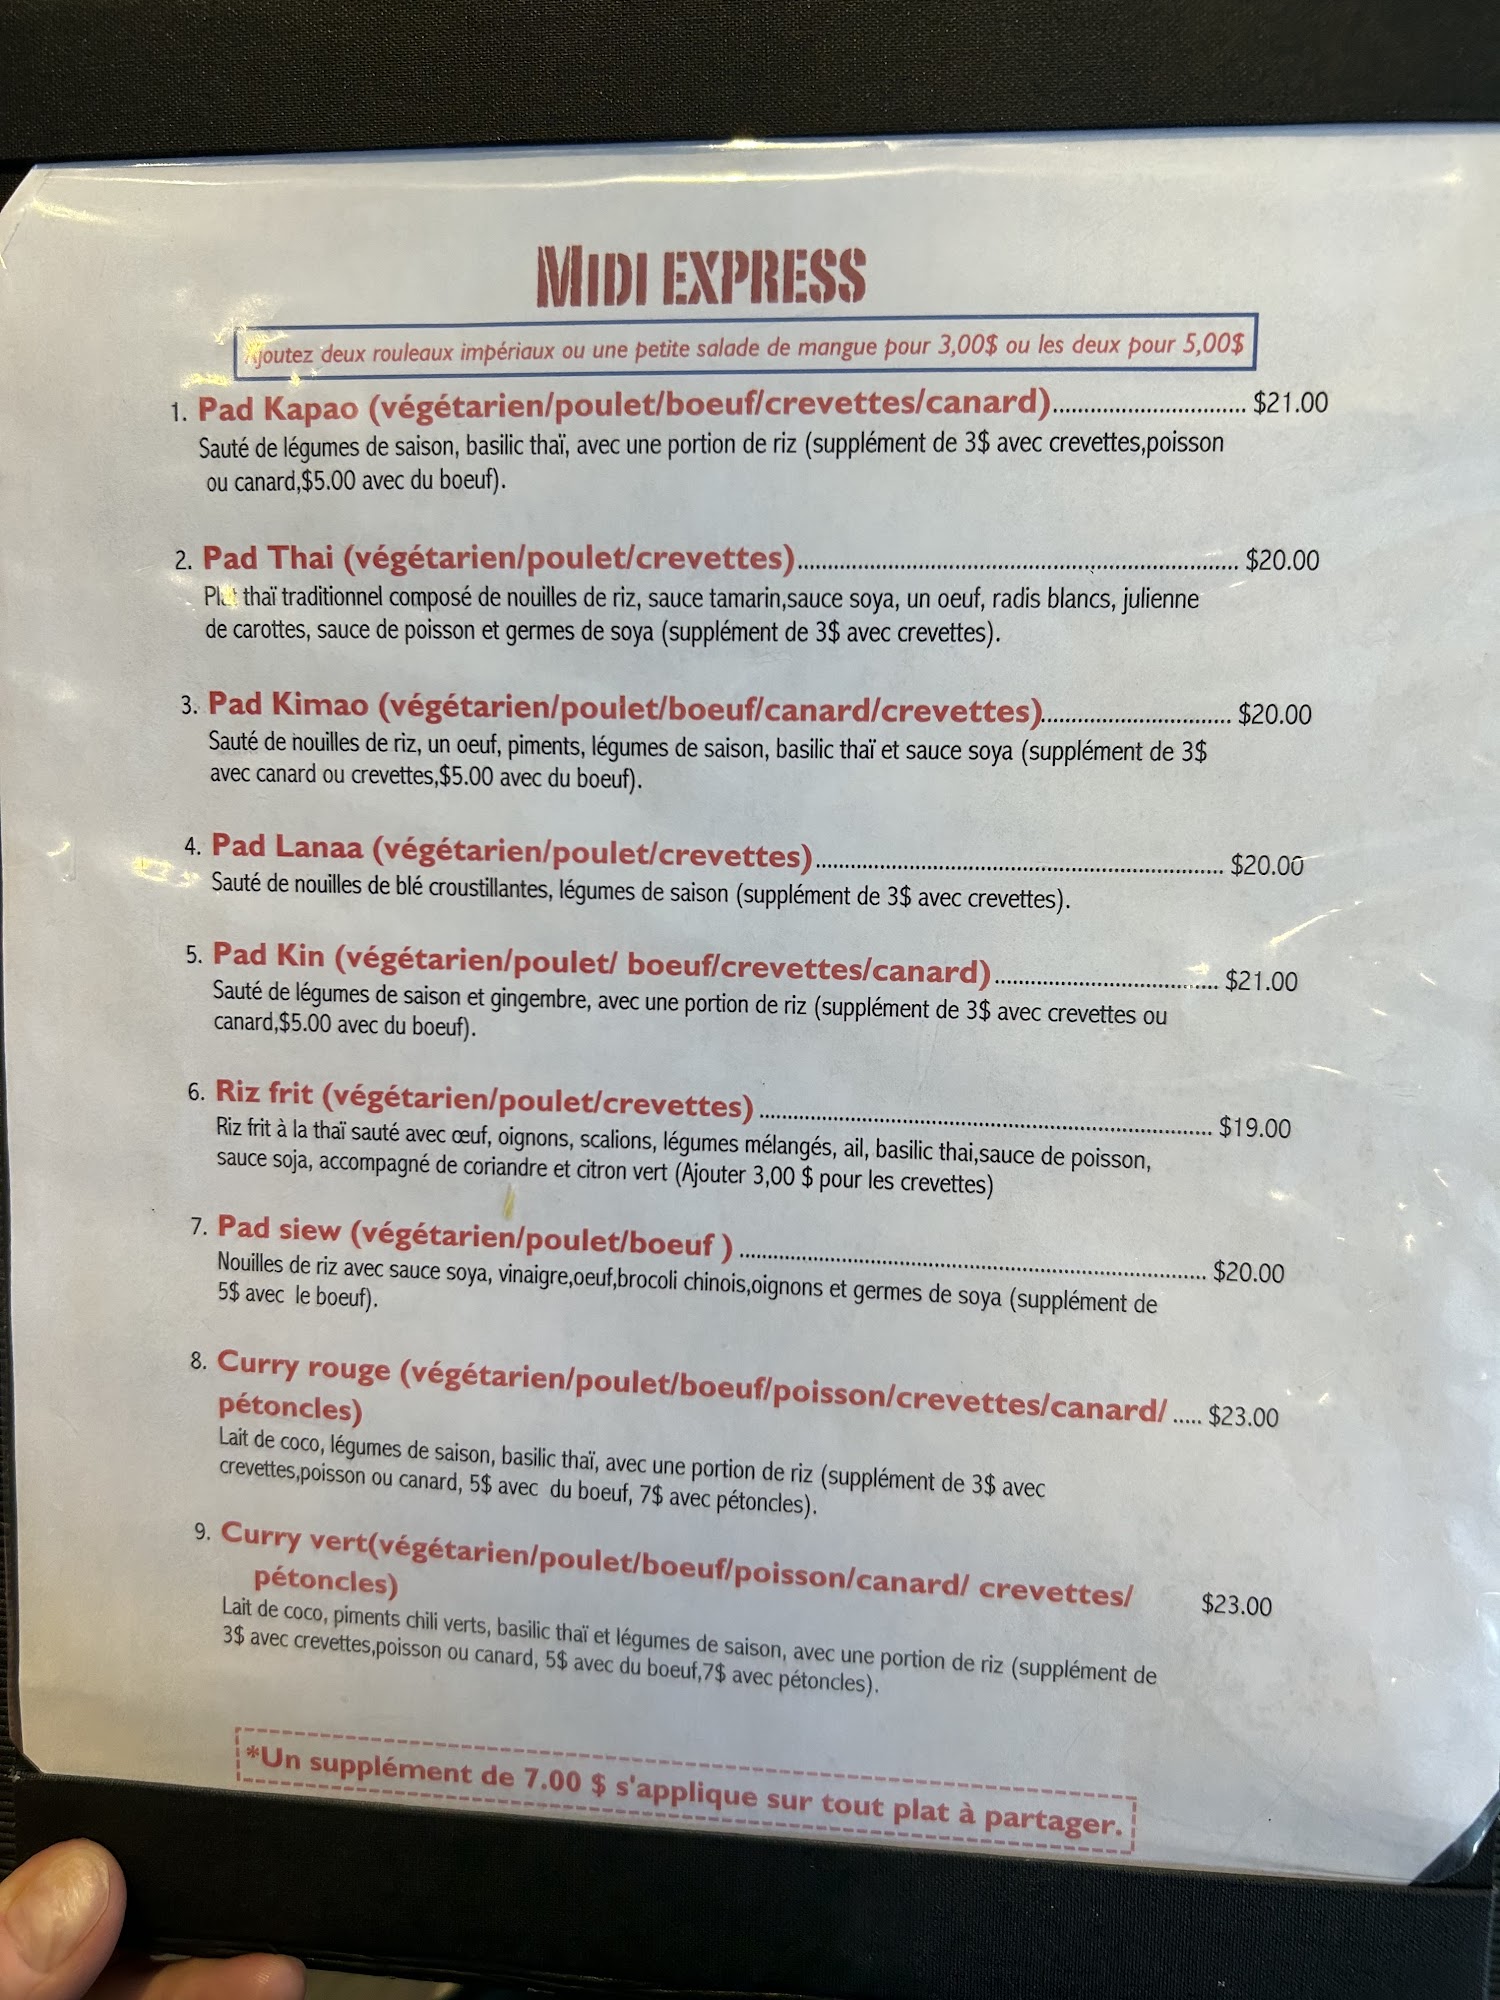 MIDI EXPRESS
Ajoutez deux rouleaux impériaux ou une petite salade de mangue pour 3,00$ ou les deux pour 5,00$
1. Pad Kapao (végétarien/poulet/boeuf/crevettes/canard)................................ $21.00
Sauté de légumes de saison, basilic thaï, avec une portion de riz (supplément de 3$ avec crevettes,poisson
ou canard,$5.00 avec du boeuf).
2. Pad Thai (végétarien/poulet/crevettes)......................................................................... $20.00
Plat thaï traditionnel composé de nouilles de riz, sauce tamarin,sauce soya, un oeuf, radis blancs, julienne
de carottes, sauce de poisson et germes de soya (supplément de 3$ avec crevettes).
3. Pad Kimao (végétarien/poulet/boeuf/canard/crevettes)............................... $20.00
Sauté de nouilles de riz, un oeuf, piments, légumes de saison, basilic thaï et sauce soya (supplément de 3$
avec canard ou crevettes,$5.00 avec du boeuf).
4. Pad Lanaa (végétarien/poulet/crevettes).................................................................... $20.00
Sauté de nouilles de blé croustillantes, légumes de saison (supplément de 3$ avec crevettes).
5. Pad Kin (végétarien/poulet/ boeuf/crevettes/canard)...................................... $21.00
Sauté de légumes de saison et gingembre, avec une portion de riz (supplément de 3$ avec crevettes ou
canard,$5.00 avec du boeuf).
6. Riz frit (végétarien/poulet/crevettes) ............................................................................ $19.00
Riz frit à la thaï sauté avec œuf, oignons, scalions, légumes mélangés, ail, basilic thai,sauce de poisson,
sauce soja, accompagné de coriandre et citron vert (Ajouter 3,00 $ pour les crevettes)
7. Pad siew (végétarien/poulet/boeuf ) .............................................................................. $20.00
Nouilles de riz avec sauce soya, vinaigre,oeuf,brocoli chinois,oignons et germes de soya (supplément de
5$ avec le boeuf).
8. Curry rouge (végétarien/poulet/boeuf/poisson/crevettes/canard/ ..... $23.00
pétoncles)
Lait de coco, légumes de saison, basilic thaï, avec une portion de riz (supplément de 3$ avec
crevettes,poisson ou canard, 5$ avec du boeuf, 7$ avec pétoncles).
9. Curry vert(végétarien/poulet/boeuf/poisson/canard/ crevettes/ $23.00
pétoncles)
Lait de coco, piments chili verts, basilic thaï et légumes de saison, avec une portion de riz (supplément de
3$ avec crevettes,poisson ou canard, 5$ avec du boeuf,7$ avec pétoncles).
*Un supplément de 7.00 $ s'applique sur tout plat à partager.